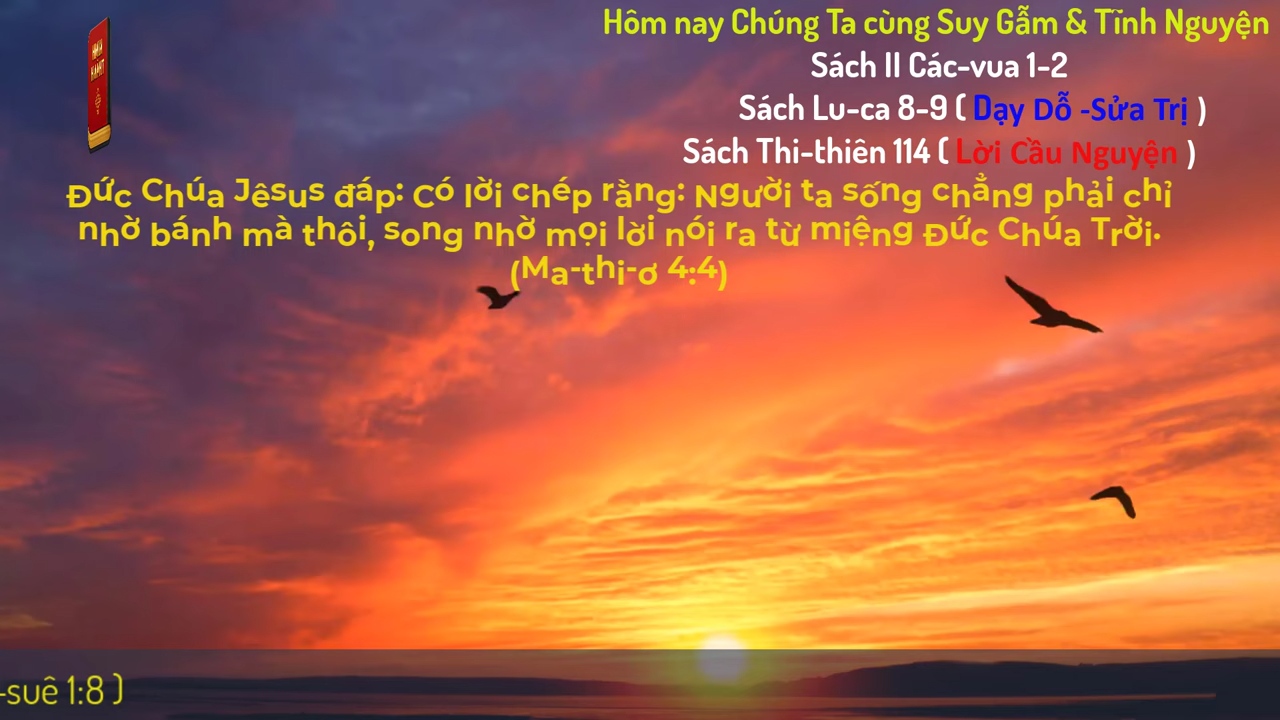 Hôm nay Chúng Ta cùng Suy Gẫm & Tĩnh Nguyện
Sách II Các-vua 1-2
Sách Lu-ca 8-9 ( Dạy Dỗ -Sửa Trị )
Sách Thi-thiên 114 ( Lời Cầu Nguyện )
Đức Chúa Jêsus đáp: Có lời chép rằng: Người ta sống chẳng phải chỉ
nhờ bánh mà thôi, song nhờ mọi lời nói ra từ miệng Đức Chúa Trời.
(Ma-thi-ơ 4:4)
-suê 1:8 )